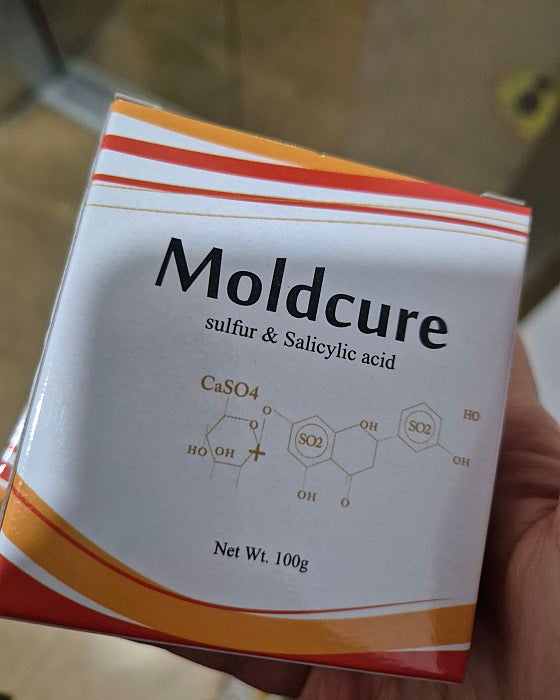 Moldcure
sulfur & Salicylic acid
CaSO4
O
O
OH
SO2
HO
SO2
HO OH
+
OH
OH
O
Net Wt. 100g